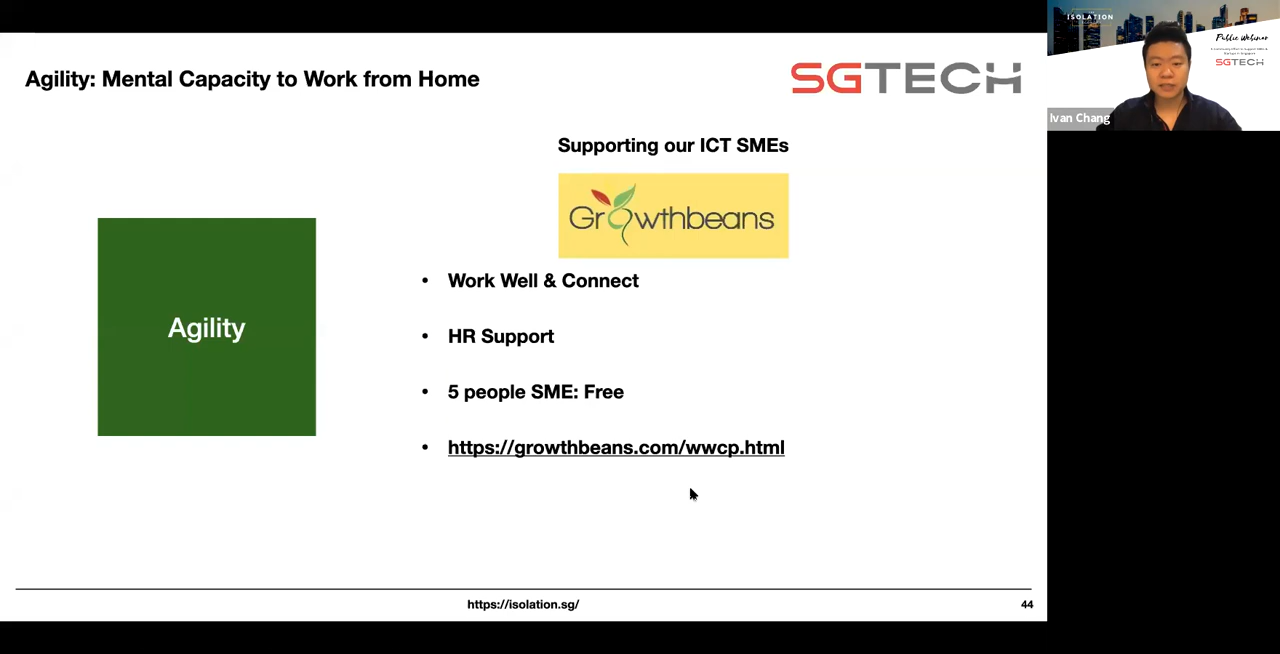 Agility: Mental Capacity to Work from Home
SGTECH
Supporting our ICT SMEs
Growthbeans
Agility
• Work Well & Connect
• HR Support
• 5 people SME: Free
• https://growthbeans.com/wwcp.html
https://isolation.sg/
44
ISOLATION
Public Webinar
SGTECH
Ivan Chang